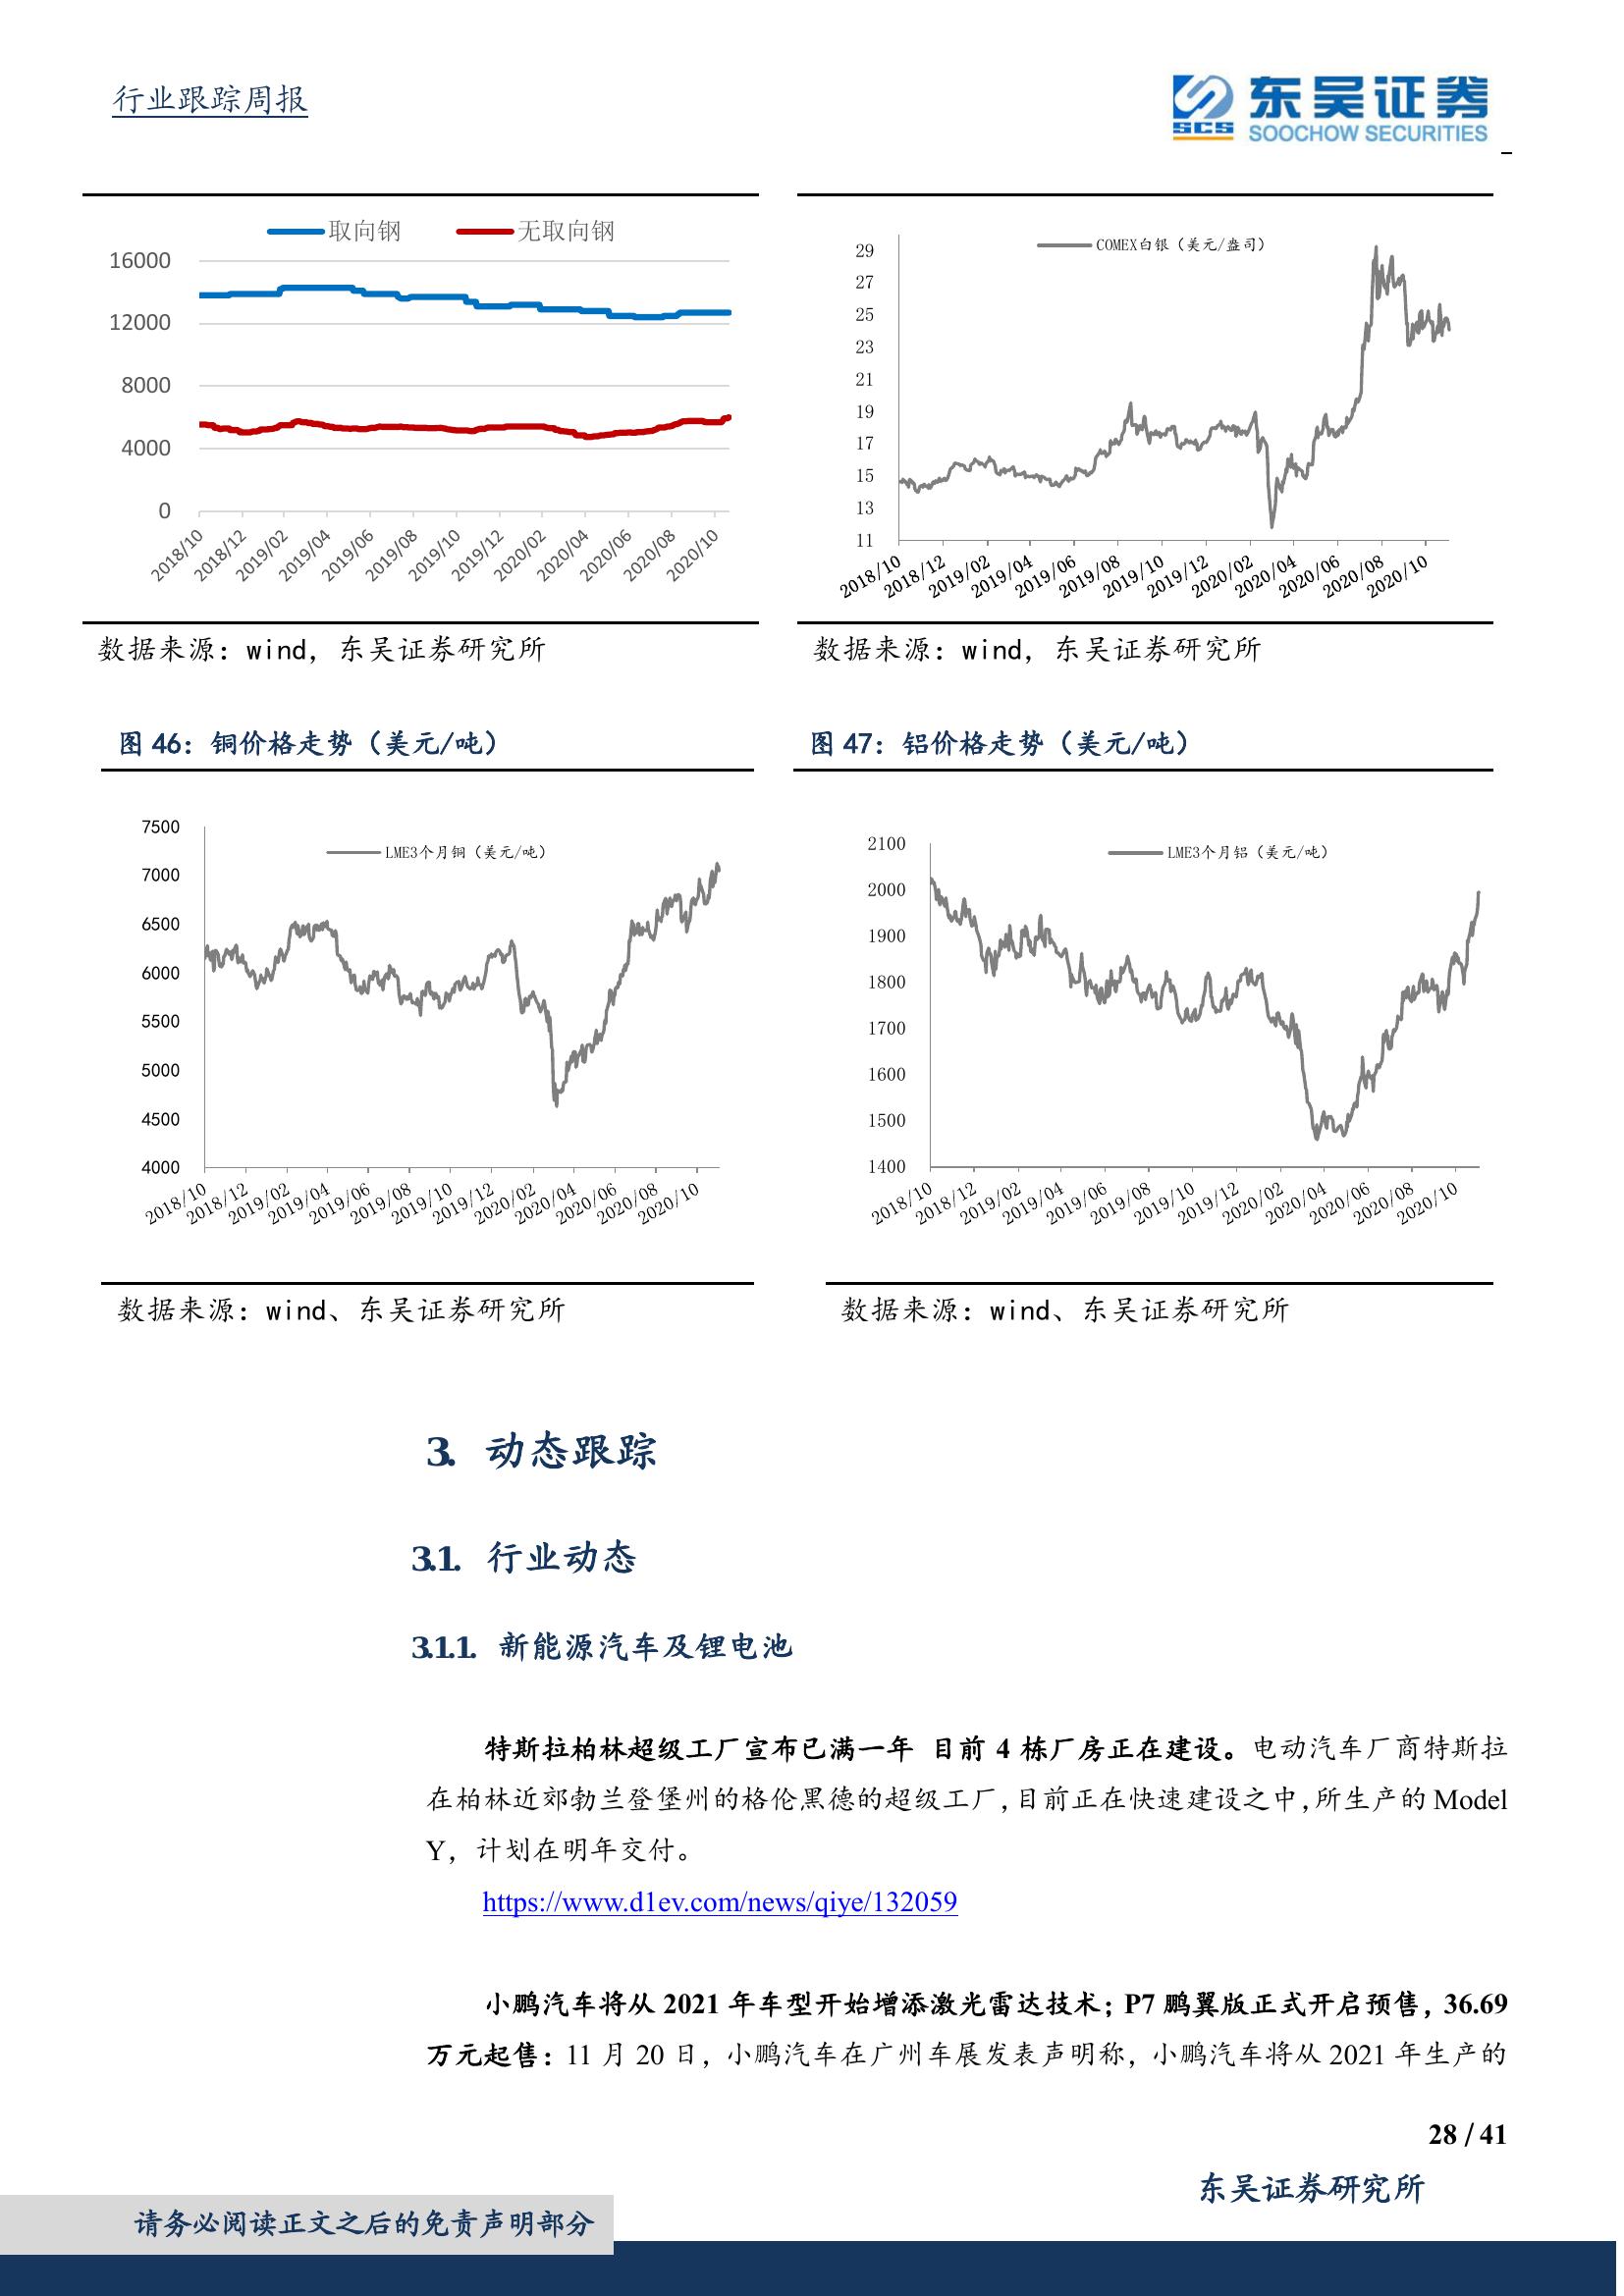 行业跟踪周报
东吴证券
SCS
SOOCHOW SECURITIES
取向钢 无取向钢
16000
12000
8000
4000
0
2018/10 2018/12 2019/02 2019/04 2019/06 2019/08 2019/10 2019/12 2020/02 2020/04 2020/06 2020/08 2020/10
COMEX白银（美元/盎司）
29
27
25
23
21
19
17
15
13
11
2018/10 2018/12 2019/02 2019/04 2019/06 2019/08 2019/10 2019/12 2020/02 2020/04 2020/06 2020/08 2020/10
数据来源：wind，东吴证券研究所
数据来源：wind，东吴证券研究所
图 46：铜价格走势（美元/吨）
图 47：铝价格走势（美元/吨）
LME3个月铜（美元/吨）
7500
7000
6500
6000
5500
5000
4500
4000
2018/10 2018/12 2019/02 2019/04 2019/06 2019/08 2019/10 2019/12 2020/02 2020/04 2020/06 2020/08 2020/10
LME3个月铝（美元/吨）
2100
2000
1900
1800
1700
1600
1500
1400
2018/10 2018/12 2019/02 2019/04 2019/06 2019/08 2019/10 2019/12 2020/02 2020/04 2020/06 2020/08 2020/10
数据来源：wind、东吴证券研究所
数据来源：wind、东吴证券研究所
3. 动态跟踪
3.1. 行业动态
3.1.1. 新能源汽车及锂电池
特斯拉柏林超级工厂宣布已满一年 目前 4 栋厂房正在建设。电动汽车厂商特斯拉
在柏林近郊勃兰登堡州的格伦黑德的超级工厂,目前正在快速建设之中,所生产的 Model
Y，计划在明年交付。
https://www.d1ev.com/news/qiye/132059
小鹏汽车将从 2021 年车型开始增添激光雷达技术；P7 鹏翼版正式开启预售，36.69
万元起售：11 月 20 日，小鹏汽车在广州车展发表声明称，小鹏汽车将从 2021 年生产的
28 / 41
东吴证券研究所
请务必阅读正文之后的免责声明部分